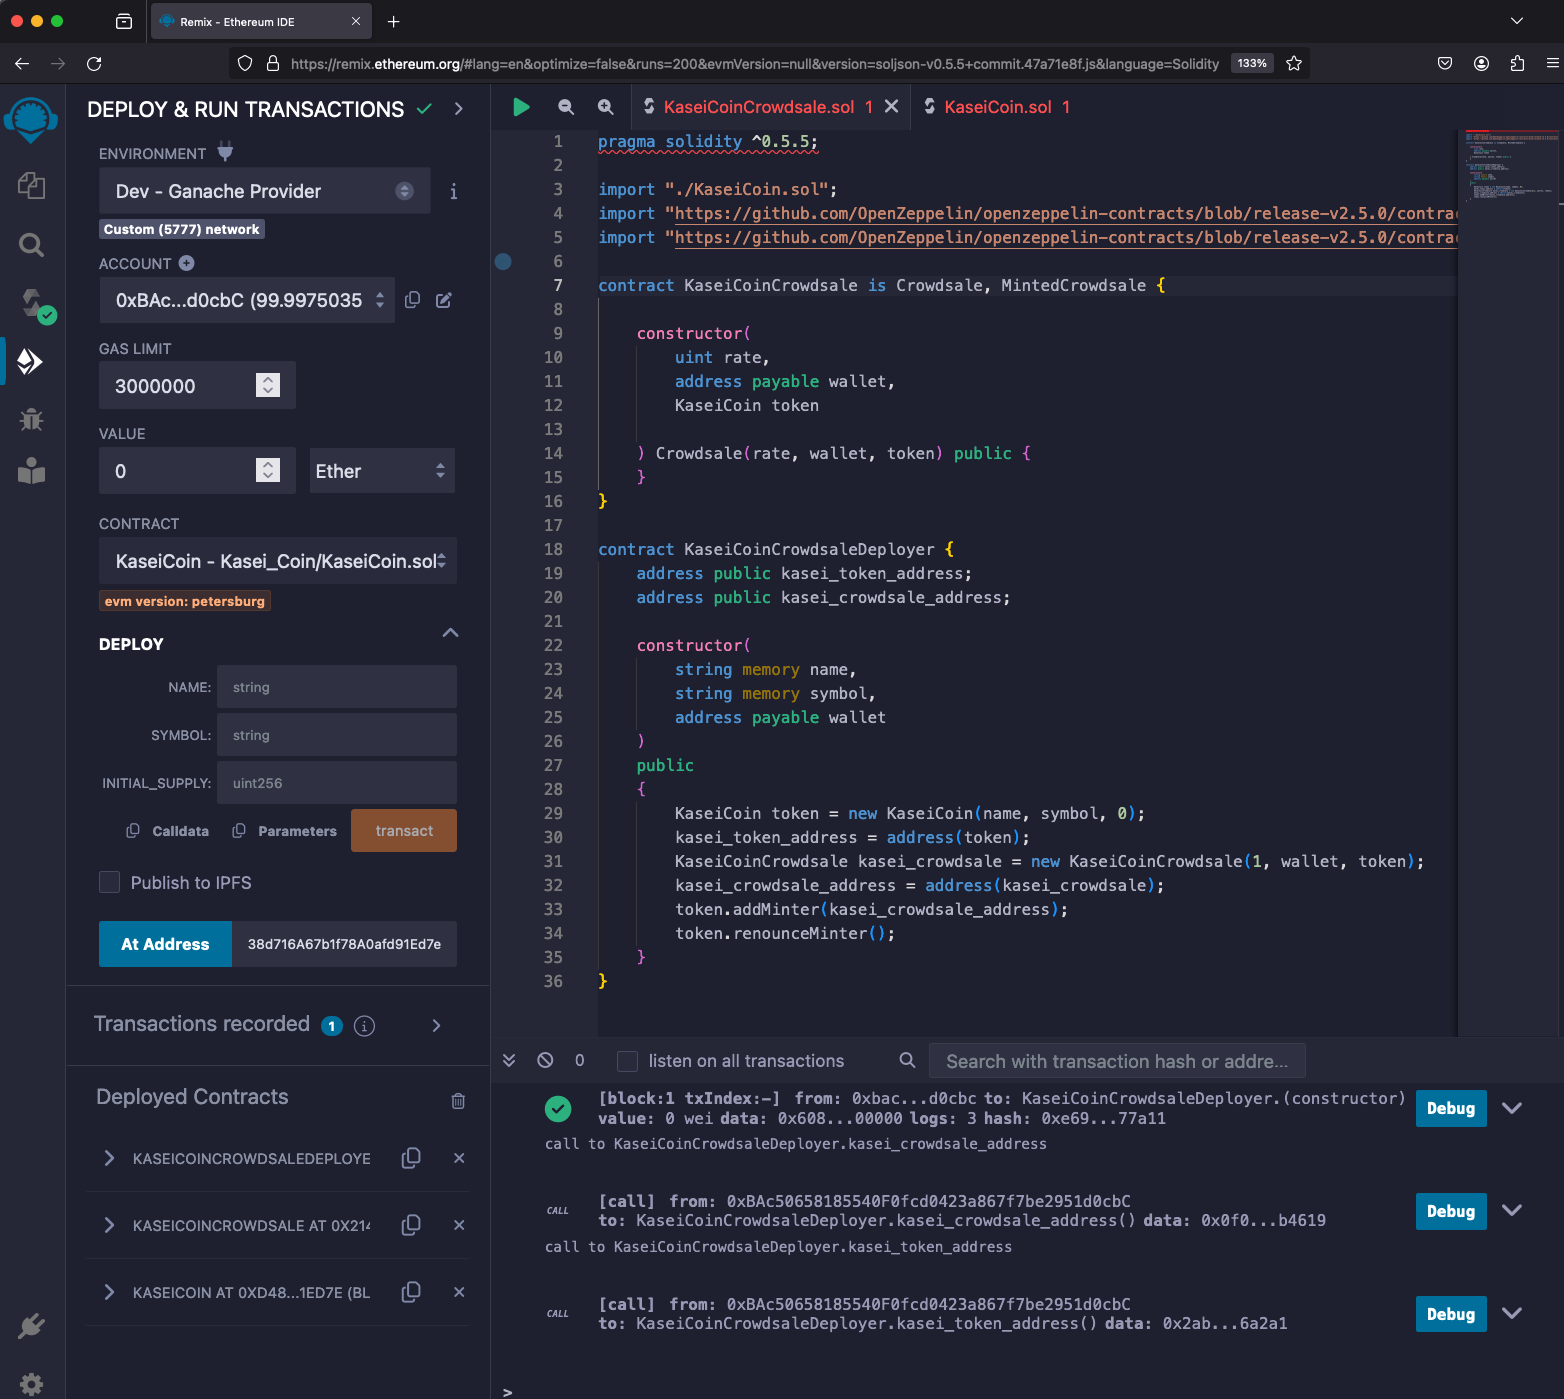 Remix - Ethereum IDE
https://remix.ethereum.org/#lang=en&optimize=false&runs=200&evmVersion=null&version=soljson-v0.5.5+commit.47a71e8f.js&language=Solidity
133%
DEPLOY & RUN TRANSACTIONS
ENVIRONMENT
Dev - Ganache Provider
i
Custom (5777) network
ACCOUNT
0xBAc...d0cbC (99.9975035
GAS LIMIT
3000000
VALUE
0
Ether
CONTRACT
KaseiCoin - Kasei_Coin/KaseiCoin.sol
evm version: petersburg
DEPLOY
NAME: string
SYMBOL: string
INITIAL_SUPPLY: uint256
Calldata Parameters transact
Publish to IPFS
At Address 38d716A67b1f78A0afd91Ed7e
Transactions recorded 1 i
Deployed Contracts
KASEICOINCROWDSALEDEPLOYE
KASEICOINCROWDSALE AT 0X214
KASEICOIN AT 0XD48...1ED7E (BL
KaseiCoinCrowdsale.sol 1
KaseiCoin.sol 1
1 pragma solidity ^0.5.5;
2
3 import "./KaseiCoin.sol";
4 import "https://github.com/OpenZeppelin/openzeppelin-contracts/blob/release-v2.5.0/contra
5 import "https://github.com/OpenZeppelin/openzeppelin-contracts/blob/release-v2.5.0/contra
6
7 contract KaseiCoinCrowdsale is Crowdsale, MintedCrowdsale {
8
9 constructor(
10 uint rate,
11 address payable wallet,
12 KaseiCoin token
13
14 ) Crowdsale(rate, wallet, token) public {
15 }
16 }
17
18 contract KaseiCoinCrowdsaleDeployer {
19 address public kasei_token_address;
20 address public kasei_crowdsale_address;
21
22 constructor(
23 string memory name,
24 string memory symbol,
25 address payable wallet
26 )
27 public
28 {
29 KaseiCoin token = new KaseiCoin(name, symbol, 0);
30 kasei_token_address = address(token);
31 KaseiCoinCrowdsale kasei_crowdsale = new KaseiCoinCrowdsale(1, wallet, token);
32 kasei_crowdsale_address = address(kasei_crowdsale);
33 token.addMinter(kasei_crowdsale_address);
34 token.renounceMinter();
35 }
36 }
0 listen on all transactions Search with transaction hash or addre...
[block:1 txIndex:-] from: 0xbac...d0cbc to: KaseiCoinCrowdsaleDeployer.(constructor)
value: 0 wei data: 0x608...00000 logs: 3 hash: 0xe69...77a11
Debug
call to KaseiCoinCrowdsaleDeployer.kasei_crowdsale_address
CALL
[call] from: 0xBAc50658185540F0fcd0423a867f7be2951d0cbC
to: KaseiCoinCrowdsaleDeployer.kasei_crowdsale_address() data: 0x0f0...b4619
Debug
call to KaseiCoinCrowdsaleDeployer.kasei_token_address
CALL
[call] from: 0xBAc50658185540F0fcd0423a867f7be2951d0cbC
to: KaseiCoinCrowdsaleDeployer.kasei_token_address() data: 0x2ab...6a2a1
Debug
>